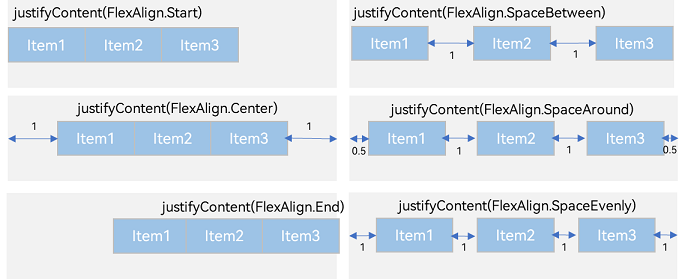 justifyContent(FlexAlign.Start)
Item1 Item2 Item3
justifyContent(FlexAlign.SpaceBetween)
Item1 Item2 Item3
1 1
justifyContent(FlexAlign.Center)
1 Item1 Item2 Item3 1
justifyContent(FlexAlign.SpaceAround)
Item1 Item2 Item3
0.5 1 1 0.5
justifyContent(FlexAlign.End)
Item1 Item2 Item3
justifyContent(FlexAlign.SpaceEvenly)
Item1 Item2 Item3
1 1 1 1